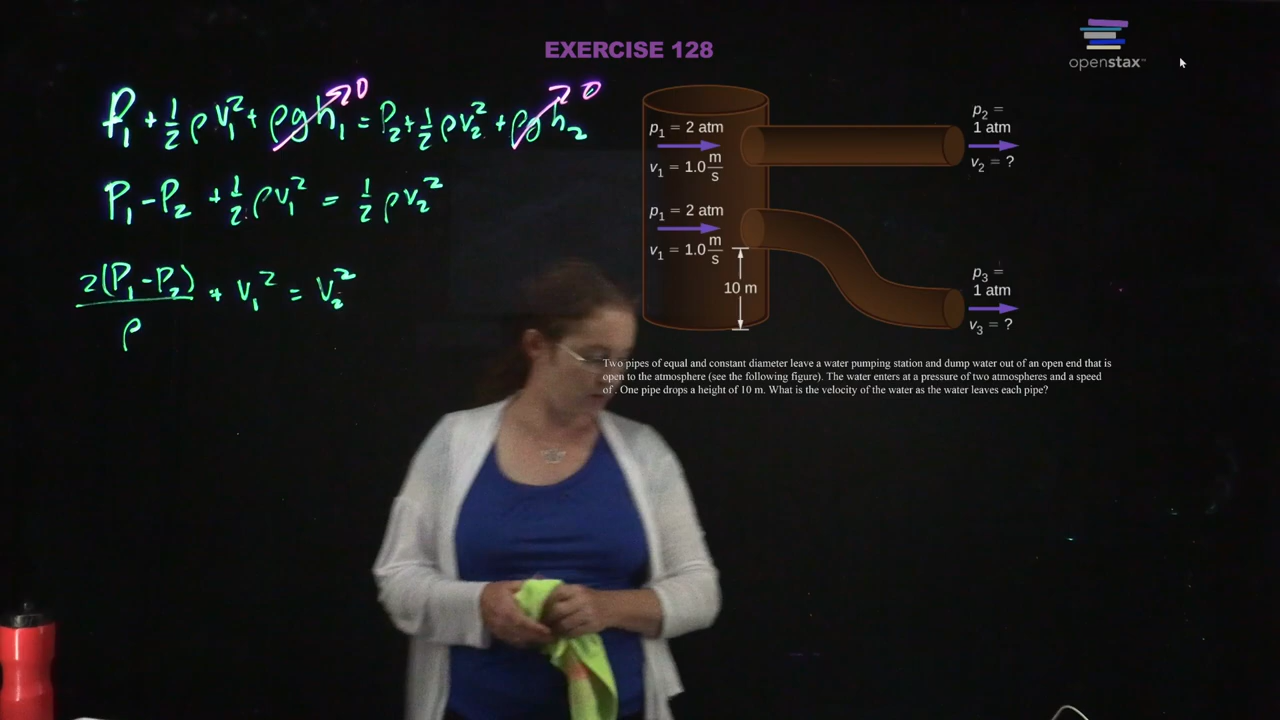 EXERCISE 128
openstax™
P₁ + 1/2 ρv₁² + ρgh₁ → 0 = P₂ + 1/2 ρv₂² + ρgh₂ → 0
P₁ - P₂ + 1/2 ρv₁² = 1/2 ρv₂²
2(P₁ - P₂)/ρ + v₁² = v₂²
p₁ = 2 atm
v₁ = 1.0 m/s
p₁ = 2 atm
v₁ = 1.0 m/s
10 m
p₂ =
1 atm
v₂ = ?
p₃ =
1 atm
v₃ = ?
Two pipes of equal and constant diameter leave a water pumping station and dump water out of an open end that is
open to the atmosphere (see the following figure). The water enters at a pressure of two atmospheres and a speed
of . One pipe drops a height of 10 m. What is the velocity of the water as the water leaves each pipe?